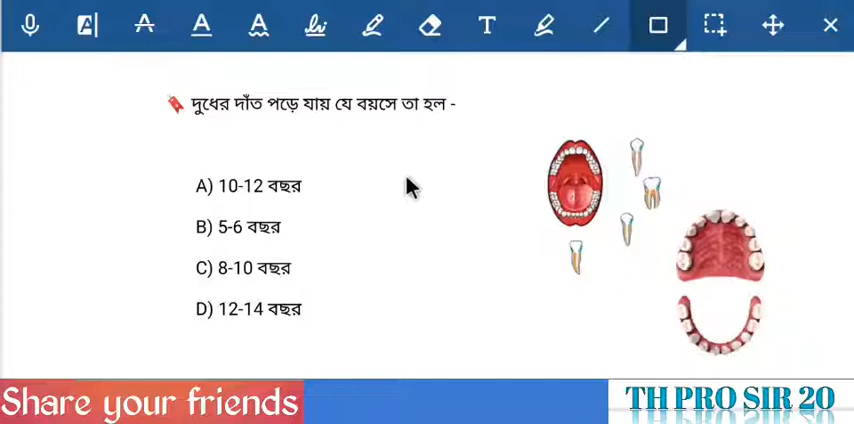 দুধের দাঁত পড়ে যায় যে বয়সে তা হল -
A) 10-12 বছর
B) 5-6 বছর
C) 8-10 বছর
D) 12-14 বছর
Share your friends
TH PRO SIR 20